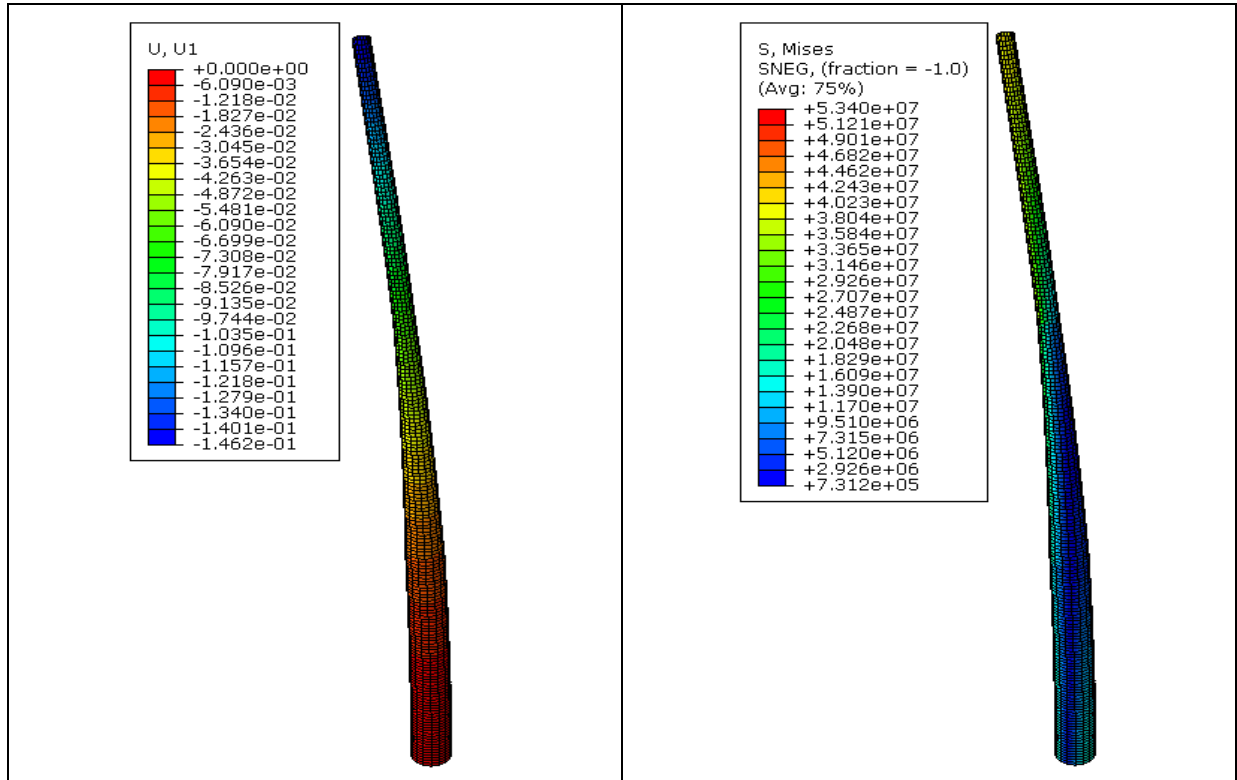 U, U1
+0.000e+00
-6.090e-03
-1.218e-02
-1.827e-02
-2.436e-02
-3.045e-02
-3.654e-02
-4.263e-02
-4.872e-02
-5.481e-02
-6.090e-02
-6.699e-02
-7.308e-02
-7.917e-02
-8.526e-02
-9.135e-02
-9.744e-02
-1.035e-01
-1.096e-01
-1.157e-01
-1.218e-01
-1.279e-01
-1.340e-01
-1.401e-01
-1.462e-01
S, Mises
SNEG, (fraction = -1.0)
(Avg: 75%)
+5.340e+07
+5.121e+07
+4.901e+07
+4.682e+07
+4.462e+07
+4.243e+07
+4.023e+07
+3.804e+07
+3.584e+07
+3.365e+07
+3.146e+07
+2.926e+07
+2.707e+07
+2.487e+07
+2.268e+07
+2.048e+07
+1.829e+07
+1.609e+07
+1.390e+07
+1.170e+07
+9.510e+06
+7.315e+06
+5.120e+06
+2.926e+06
+7.312e+05